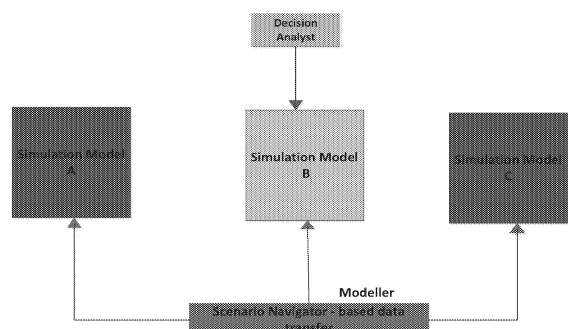 Decision
Analyst
Simulation Model
A
Simulation Model
B
Simulation Model
C
Modeller
Scenario Navigator - based data
transfer